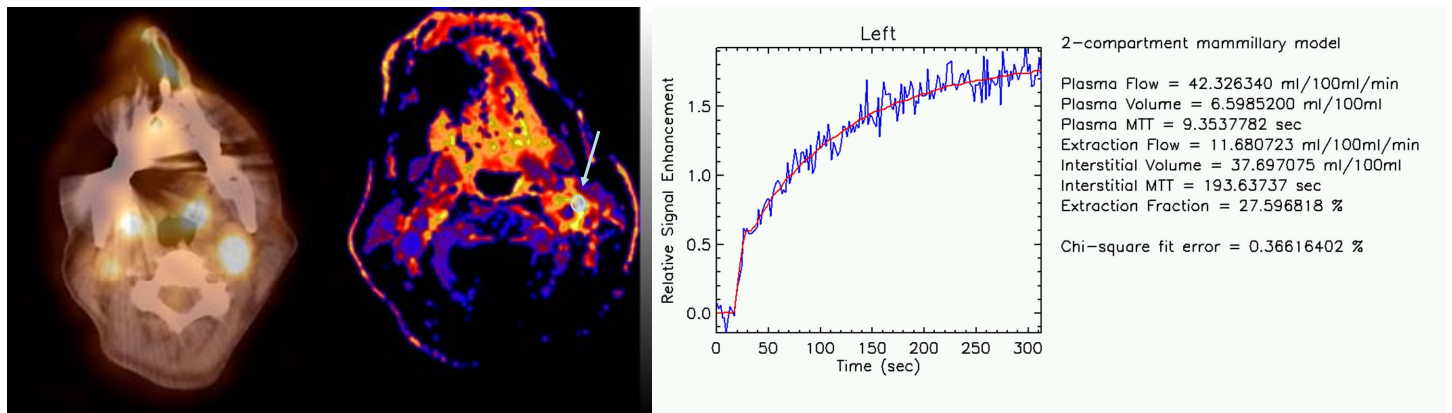 Left
Relative Signal Enhancement
1.5
1.0
0.5
0.0
0 50 100 150 200 250 300
Time (sec)
2-compartment mammillary model
Plasma Flow = 42.326340 ml/100ml/min
Plasma Volume = 6.5985200 ml/100ml
Plasma MTT = 9.3537782 sec
Extraction Flow = 11.680723 ml/100ml/min
Interstitial Volume = 37.697075 ml/100ml
Interstitial MTT = 193.63737 sec
Extraction Fraction = 27.596818 %
Chi-square fit error = 0.36616402 %